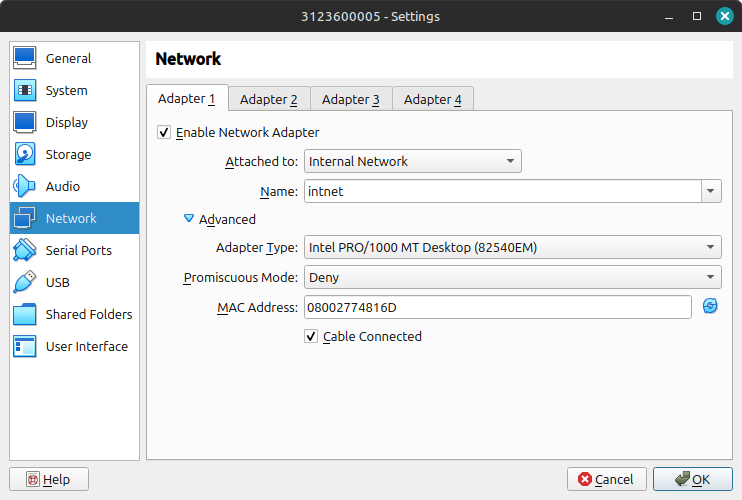 3123600005 - Settings
General
System
Display
Storage
Audio
Network
Serial Ports
USB
Shared Folders
User Interface
Network
Adapter 1 Adapter 2 Adapter 3 Adapter 4
Enable Network Adapter
Attached to: Internal Network
Name: intnet
Advanced
Adapter Type: Intel PRO/1000 MT Desktop (82540EM)
Promiscuous Mode: Deny
MAC Address: 08002774816D
Cable Connected
Help Cancel OK